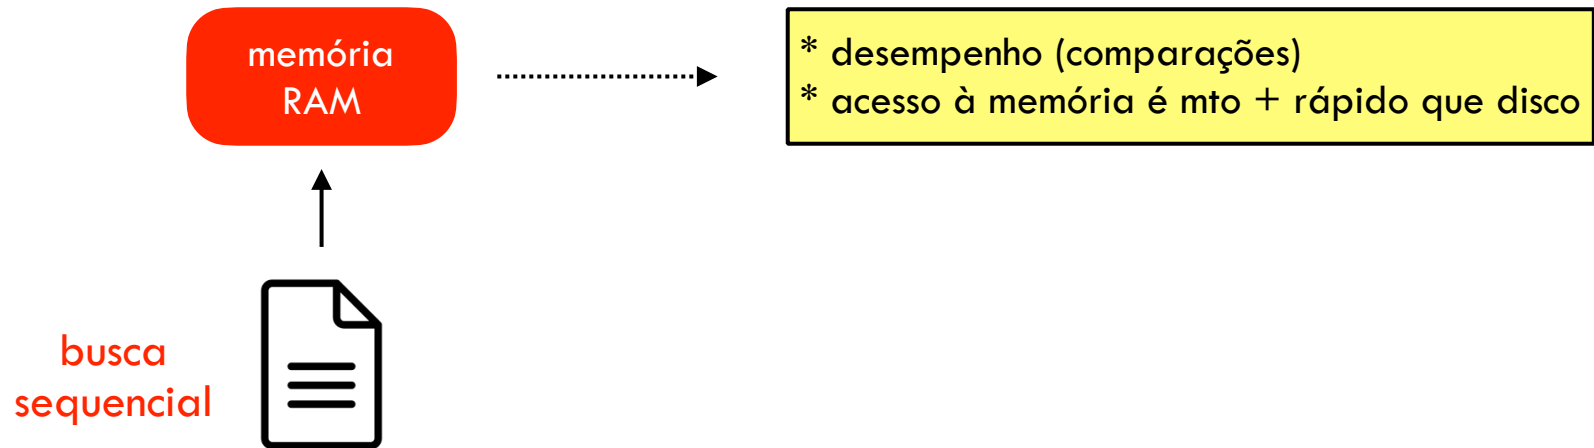 memória
RAM
* desempenho (comparações)
* acesso à memória é mto + rápido que disco
busca
sequencial